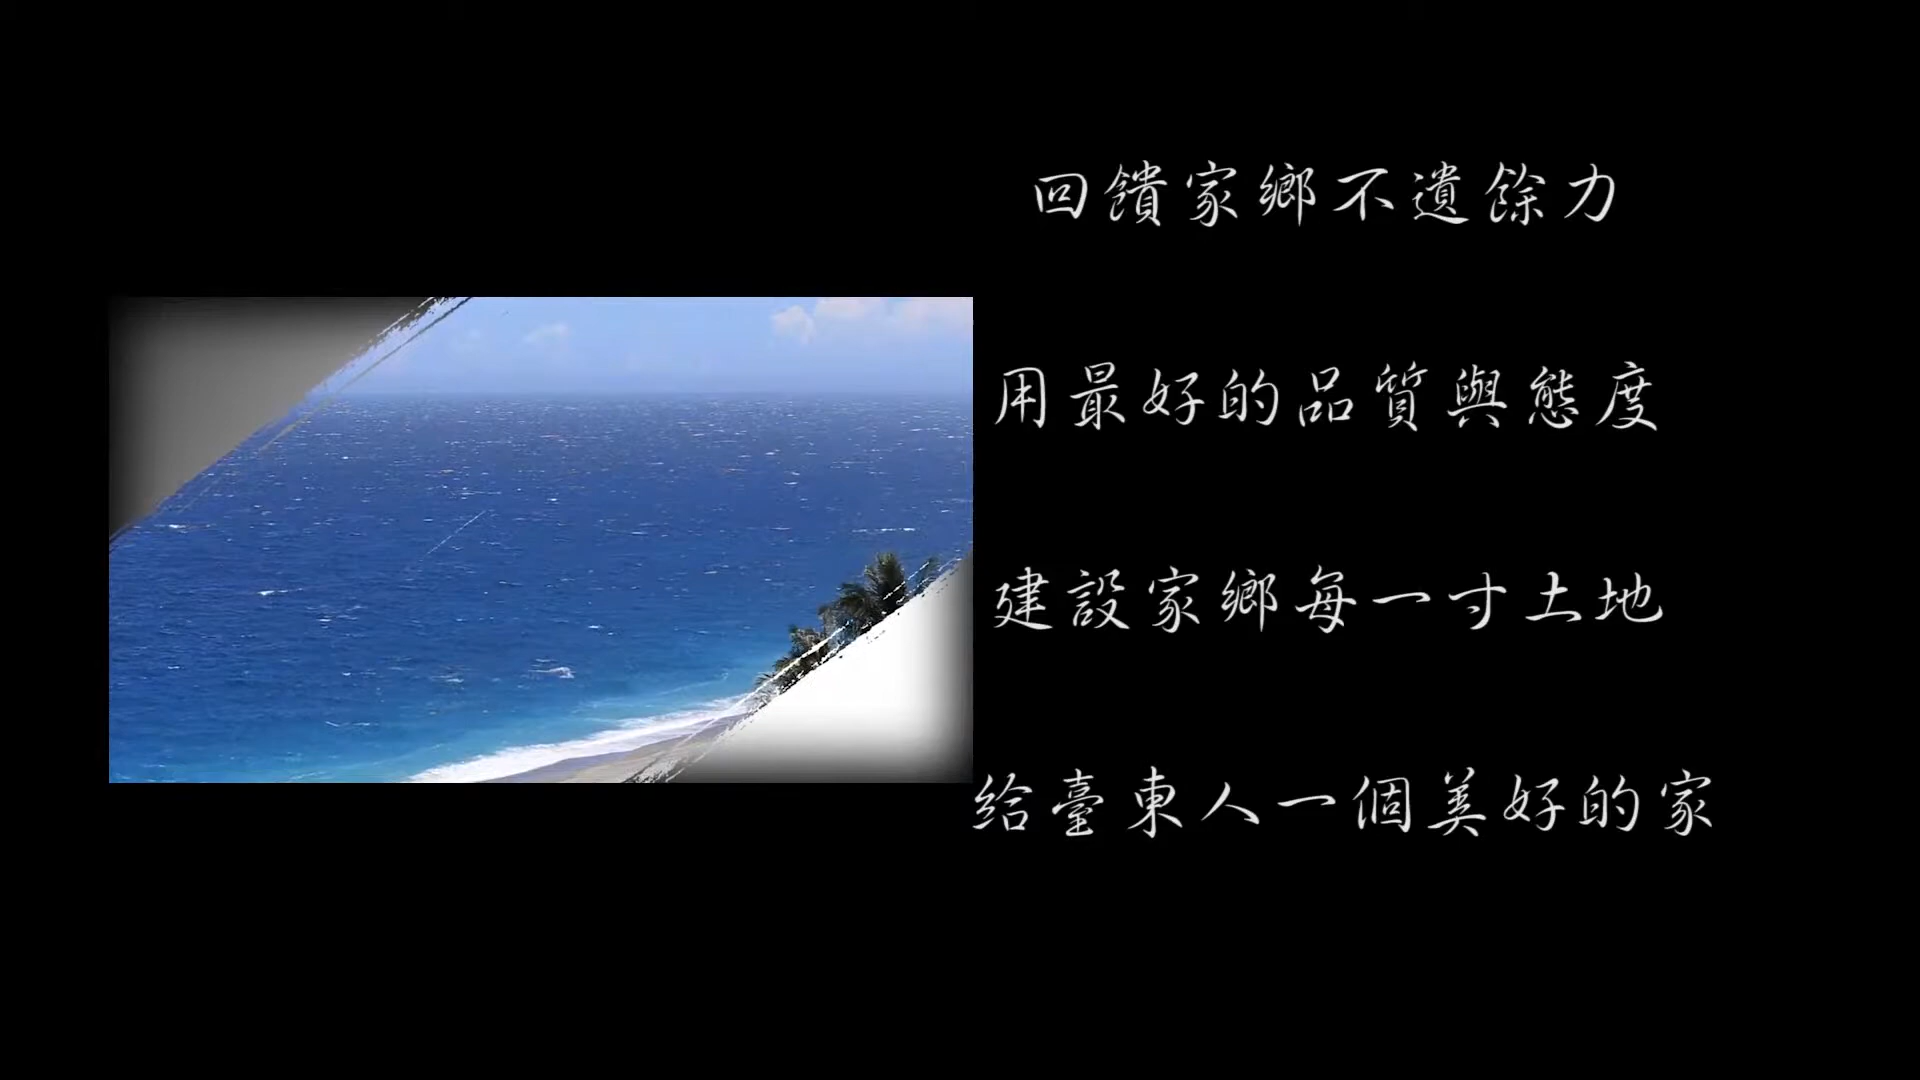 回饋家鄉不遺餘力
用最好的品質與態度
建設家鄉每一寸土地
給臺東人一個美好的家